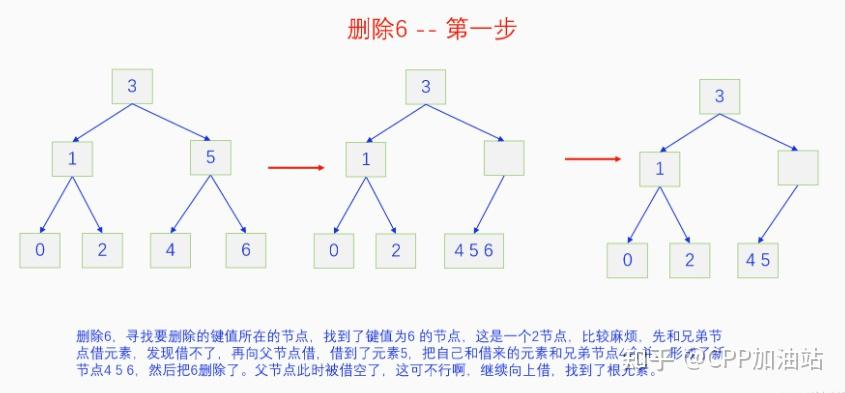 删除6 -- 第一步
3
1
5
0
2
4
6
3
1
0
2
4 5 6
3
1
0
2
4 5
删除6，寻找要删除的键值所在的节点，找到了键值为6 的节点，这是一个2节点，比较麻烦，先和兄弟节
点借元素，发现借不了，再向父节点借，借到了元素5，把自己和借来的元素和兄弟节点4合并，形成了新
节点4 5 6，然后把6删除了。父节点此时被借空了，这可不行啊，继续向上借，找到了根元素。
知乎 @CPP加油站